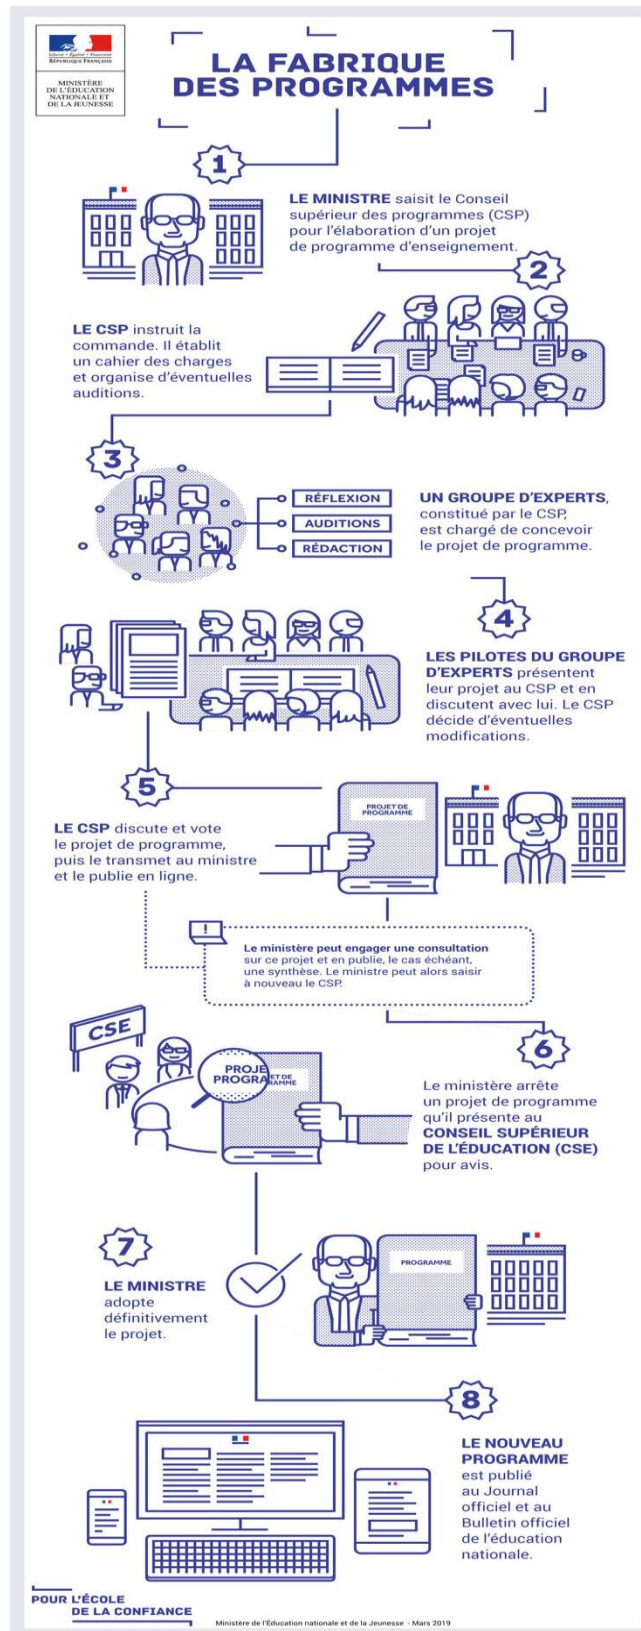 Liberté • Égalité • Fraternité
RÉPUBLIQUE FRANÇAISE
MINISTÈRE
DE L'ÉDUCATION
NATIONALE ET
DE LA JEUNESSE
LA FABRIQUE
DES PROGRAMMES
1
LE MINISTRE saisit le Conseil
supérieur des programmes (CSP)
pour l'élaboration d'un projet
de programme d'enseignement.
2
LE CSP instruit la
commande. Il établit
un cahier des charges
et organise d'éventuelles
auditions.
3
RÉFLEXION
AUDITIONS
RÉDACTION
UN GROUPE D'EXPERTS,
constitué par le CSP,
est chargé de concevoir
le projet de programme.
4
LES PILOTES DU GROUPE
D'EXPERTS présentent
leur projet au CSP et en
discutent avec lui. Le CSP
décide d'éventuelles
modifications.
5
LE CSP discute et vote
le projet de programme,
puis le transmet au ministre
et le publie en ligne.
PROJET DE
PROGRAMME
!
Le ministère peut engager une consultation
sur ce projet et en publie, le cas échéant,
une synthèse. Le ministre peut alors saisir
à nouveau le CSP.
CSE
PROJE
PROGRA
ET DE
RAMME
6
Le ministère arrête
un projet de programme
qu'il présente au
CONSEIL SUPÉRIEUR
DE L'ÉDUCATION (CSE)
pour avis.
7
LE MINISTRE
adopte
définitivement
le projet.
PROGRAMME
8
LE NOUVEAU
PROGRAMME
est publié
au Journal
officiel et au
Bulletin officiel
de l'éducation
nationale.
POUR L'ÉCOLE
DE LA CONFIANCE
Ministère de l'Éducation nationale et de la Jeunesse - Mars 2019